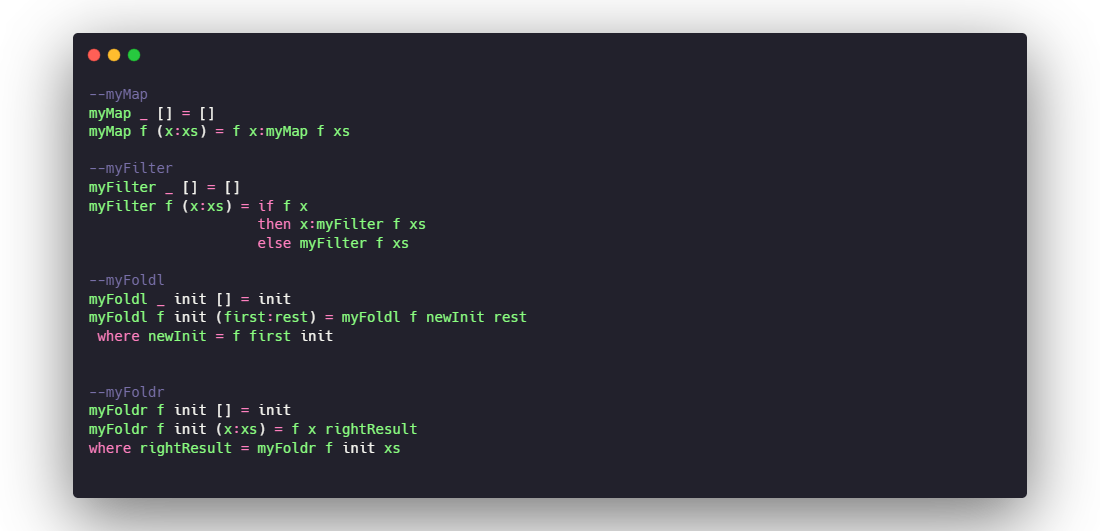 --myMap
myMap _ [] = []
myMap f (x:xs) = f x:myMap f xs

--myFilter
myFilter _ [] = []
myFilter f (x:xs) = if f x
                    then x:myFilter f xs
                    else myFilter f xs

--myFoldl
myFoldl _ init [] = init
myFoldl f init (first:rest) = myFoldl f newInit rest
 where newInit = f first init

--myFoldr
myFoldr f init [] = init
myFoldr f init (x:xs) = f x rightResult
where rightResult = myFoldr f init xs